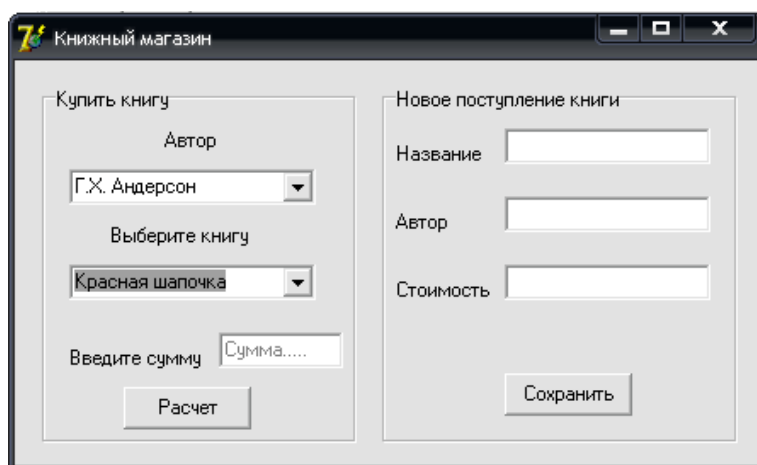 Книжный магазин
Купить книгу
Автор
Г.Х. Андерсон
Выберите книгу
Красная шапочка
Введите сумму Сумма.....
Расчет
Новое поступление книги
Название
Автор
Стоимость
Сохранить